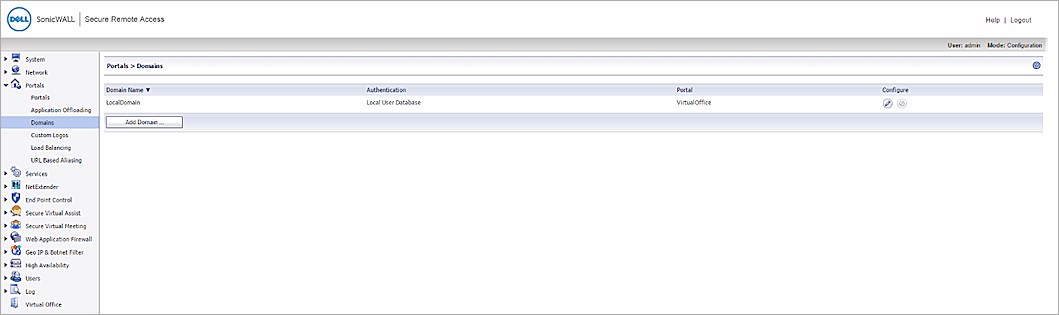 DELL SonicWALL | Secure Remote Access
Help | Logout
User: admin Mode: Configuration
System
Network
Portals
Portals
Application Offloading
Domains
Custom Logos
Load Balancing
URL Based Aliasing
Services
NetExtender
End Point Control
Secure Virtual Assist
Secure Virtual Meeting
Web Application Firewall
Geo IP & Botnet Filter
High Availability
Users
Log
Virtual Office
Portals > Domains
Domain Name ▼ Authentication Portal Configure
LocalDomain Local User Database VirtualOffice
Add Domain ...